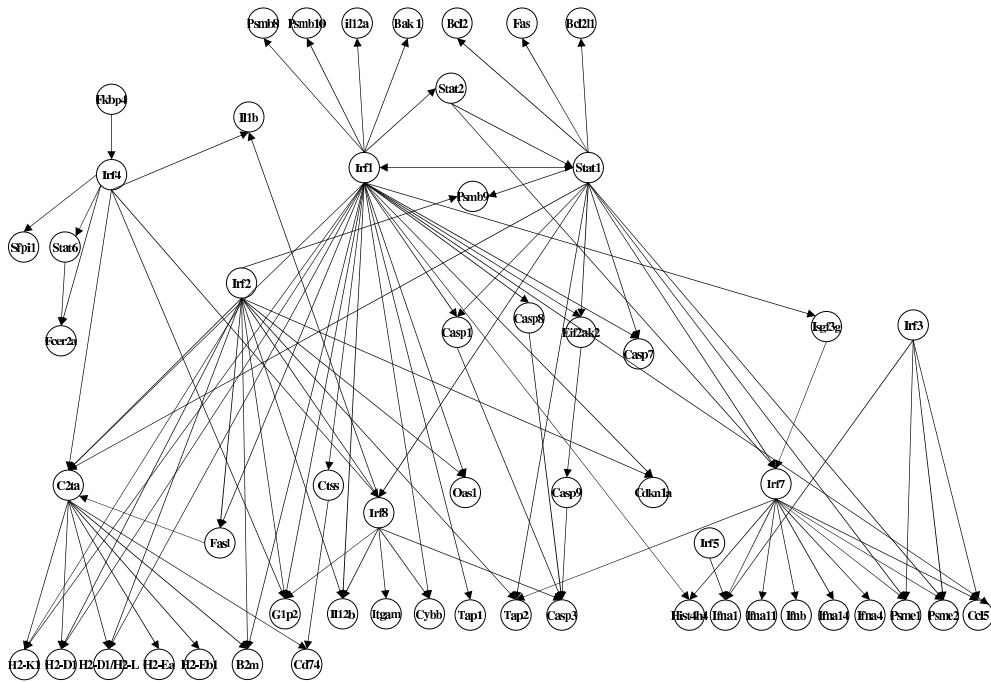 Psmb8
Psmb10
il12a
Bak 1
Bcl2
Fas
Bcl2l1
Stat2
Fkbp4
Il1b
Irf4
Irf1
Stat1
Psmb9
Sfpi1
Stat6
Irf2
Fcer2a
Casp1
Casp8
Eif2ak2
Casp7
Isgf3g
Irf3
C2ta
Ctss
Oas1
Casp9
Cdkn1a
Irf7
Irf8
Fasl
Irf5
G1p2
Il12b
Itgam
Cybb
Tap1
Tap2
Casp3
Hist4h4
Ifna1
Ifna11
Ifnb
Ifna14
Ifna4
Psme1
Psme2
Ccl5
H2-K1
H2-D1
H2-D1/H2-L
H2-Ea
H2-Eb1
B2m
Cd74